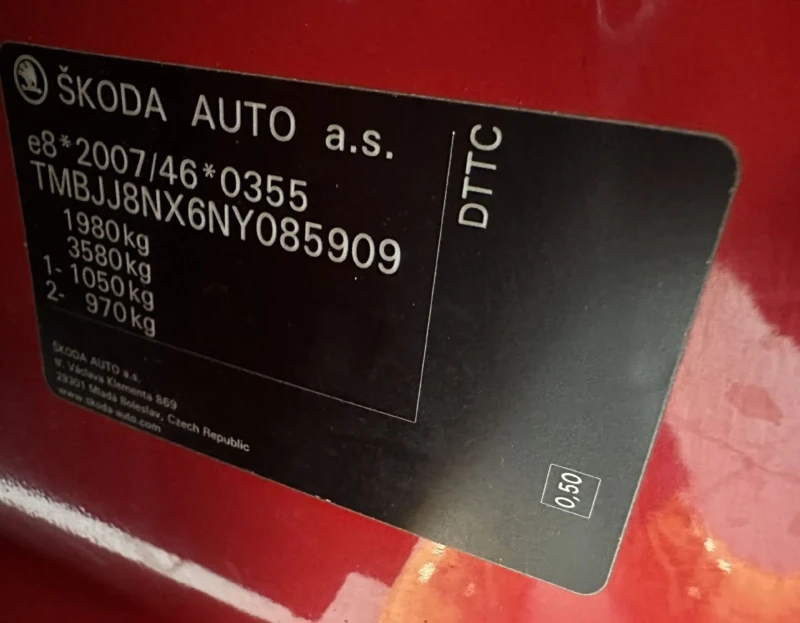 ŠKODA AUTO a.s.
e8*2007/46*0355
TMBJJ8NX6NY085909
1980kg
3580kg
1- 1050kg
2- 970kg
ŠKODA AUTO a.s.
tř. Václava Klementa 869
29301 Mladá Boleslav, Czech Republic
www.skoda-auto.com
DTTC
0,50